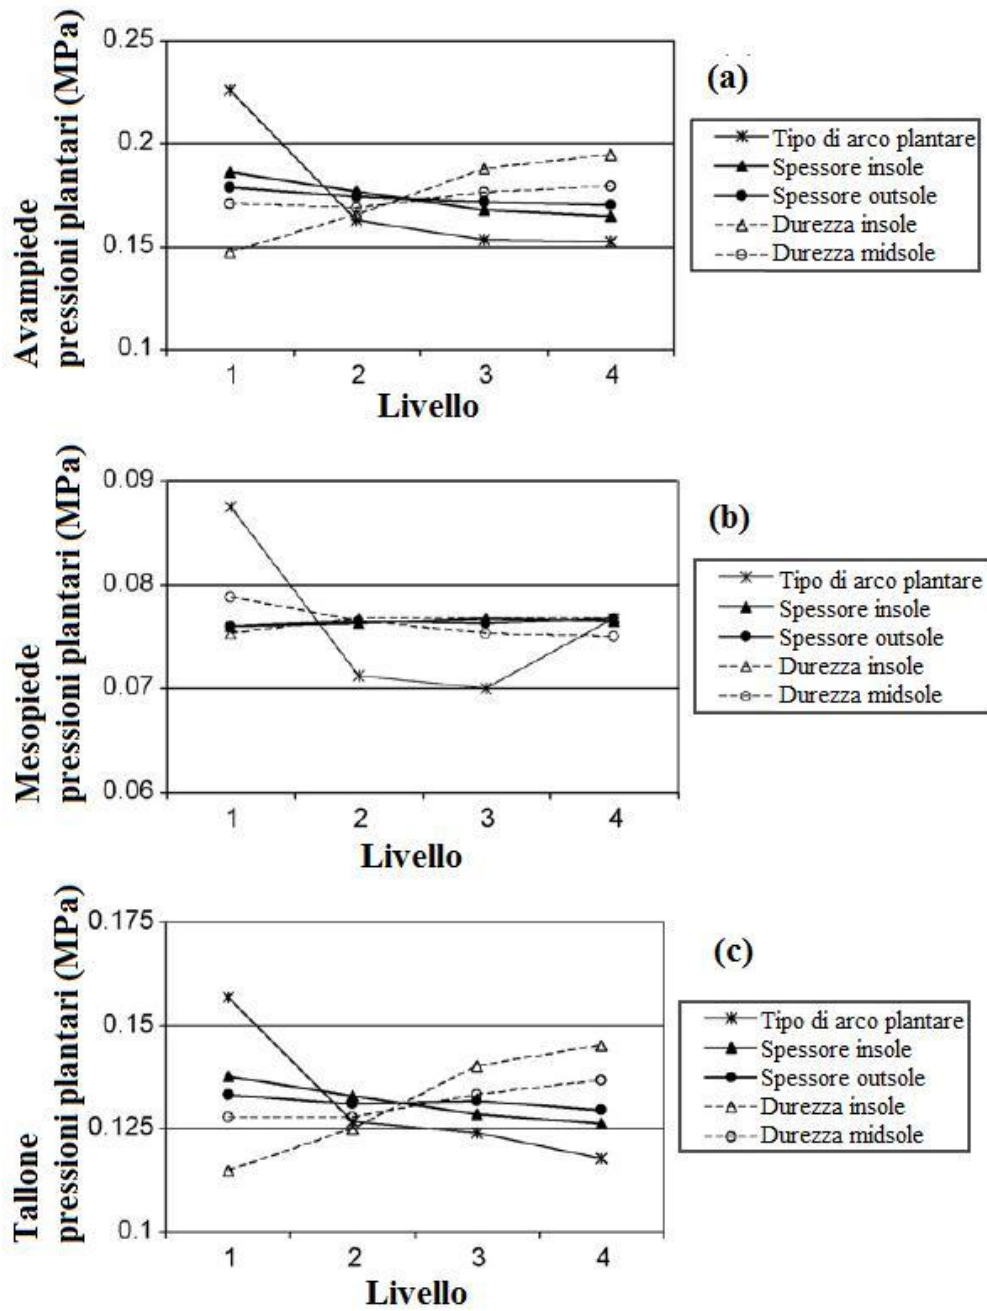 0.25
0.2
0.15
0.1
Avampiede
pressioni plantari (MPa)
1 2 3 4
Livello
(a)
Tipo di arco plantare
Spessore insole
Spessore outsole
Durezza insole
Durezza midsole
0.09
0.08
0.07
0.06
Mesopiede
pressioni plantari (MPa)
1 2 3 4
Livello
(b)
Tipo di arco plantare
Spessore insole
Spessore outsole
Durezza insole
Durezza midsole
0.175
0.15
0.125
0.1
Tallone
pressioni plantari (MPa)
1 2 3 4
Livello
(c)
Tipo di arco plantare
Spessore insole
Spessore outsole
Durezza insole
Durezza midsole